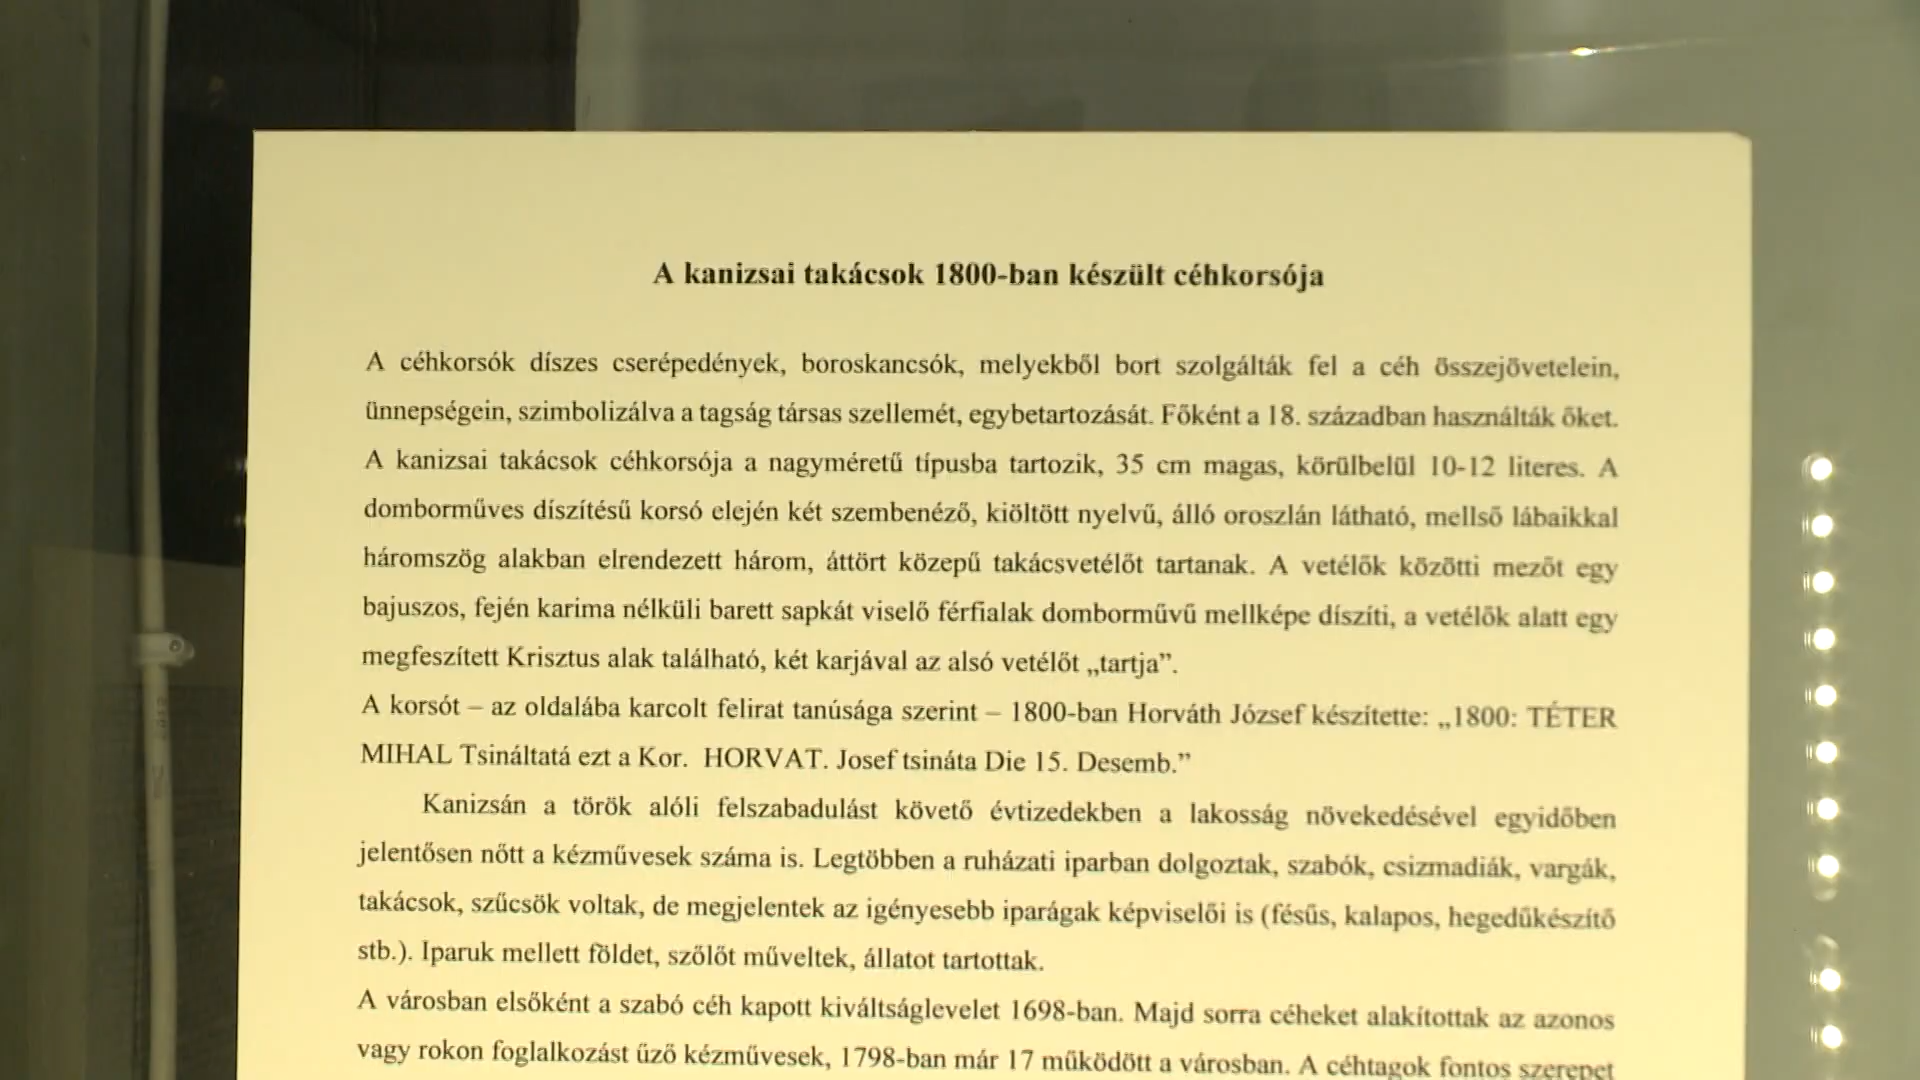 A kanizsai takácsok 1800-ban készült céhkorsója
A céhkorsók díszes cserépedények, boroskancsók, melyekből bort szolgálták fel a céh összejövetelein,
ünnepségein, szimbolizálva a tagság társas szellemét, egybetartozását. Főként a 18. században használták őket.
A kanizsai takácsok céhkorsója a nagyméretű típusba tartozik, 35 cm magas, körülbelül 10-12 literes. A
domborműves díszítésű korsó elején két szembenéző, kiöltött nyelvű, álló oroszlán látható, mellső lábaikkal
háromszög alakban elrendezett három, áttört közepű takácsvetélőt tartanak. A vetélők közötti mezőt egy
bajuszos, fején karima nélküli barett sapkát viselő férfialak domborművű mellképe díszíti, a vetélők alatt egy
megfeszített Krisztus alak található, két karjával az alsó vetélőt „tartja”.
A korsót – az oldalába karcolt felirat tanúsága szerint – 1800-ban Horváth József készítette: „1800: TÉTER
MIHAL Tsináltatá ezt a Kor. HORVAT. Josef tsináta Die 15. Desemb.”
Kanizsán a török alóli felszabadulást követő évtizedekben a lakosság növekedésével egyidőben
jelentősen nőtt a kézművesek száma is. Legtöbben a ruházati iparban dolgoztak, szabók, csizmadiák, vargák,
takácsok, szűcsök voltak, de megjelentek az igényesebb iparágak képviselői is (fésűs, kalapos, hegedűkészítő
stb.). Iparuk mellett földet, szőlőt műveltek, állatot tartottak.
A városban elsőként a szabó céh kapott kiváltságlevelet 1698-ban. Majd sorra céheket alakítottak az azonos
vagy rokon foglalkozást űző kézművesek, 1798-ban már 17 működött a városban. A céhtagok fontos szerepet